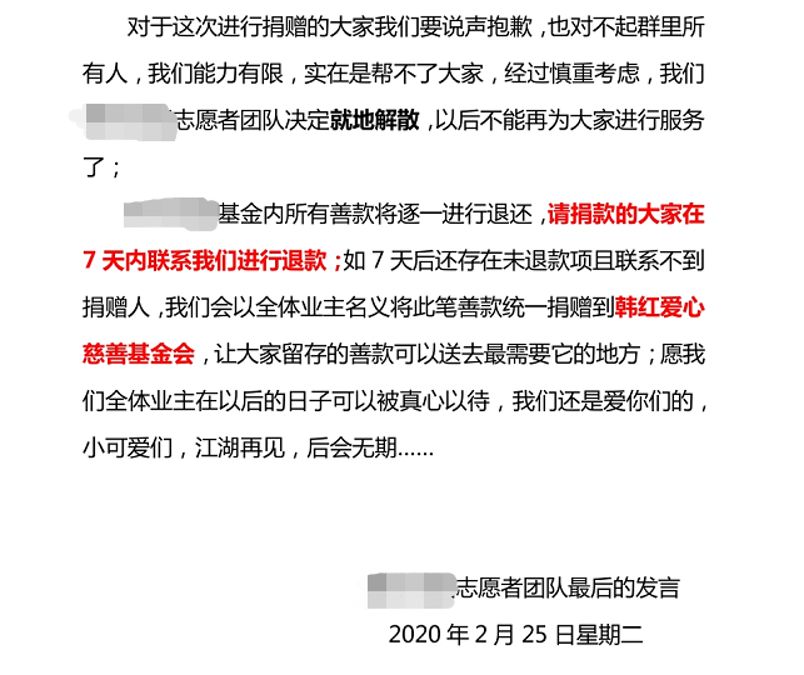 对于这次进行捐赠的大家我们要说声抱歉,也对不起群里所
有人,我们能力有限,实在是帮不了大家,经过慎重考虑,我们
志愿者团队决定就地解散,以后不能再为大家进行服务
了;
基金内所有善款将逐一进行退还,请捐款的大家在
7 天内联系我们进行退款;如 7 天后还存在未退款项且联系不到
捐赠人,我们会以全体业主名义将此笔善款统一捐赠到韩红爱心
慈善基金会,让大家留存的善款可以送去最需要它的地方;愿我
们全体业主在以后的日子可以被真心以待,我们还是爱你们的,
小可爱们,江湖再见,后会无期……
志愿者团队最后的发言
2020 年 2 月 25 日星期二